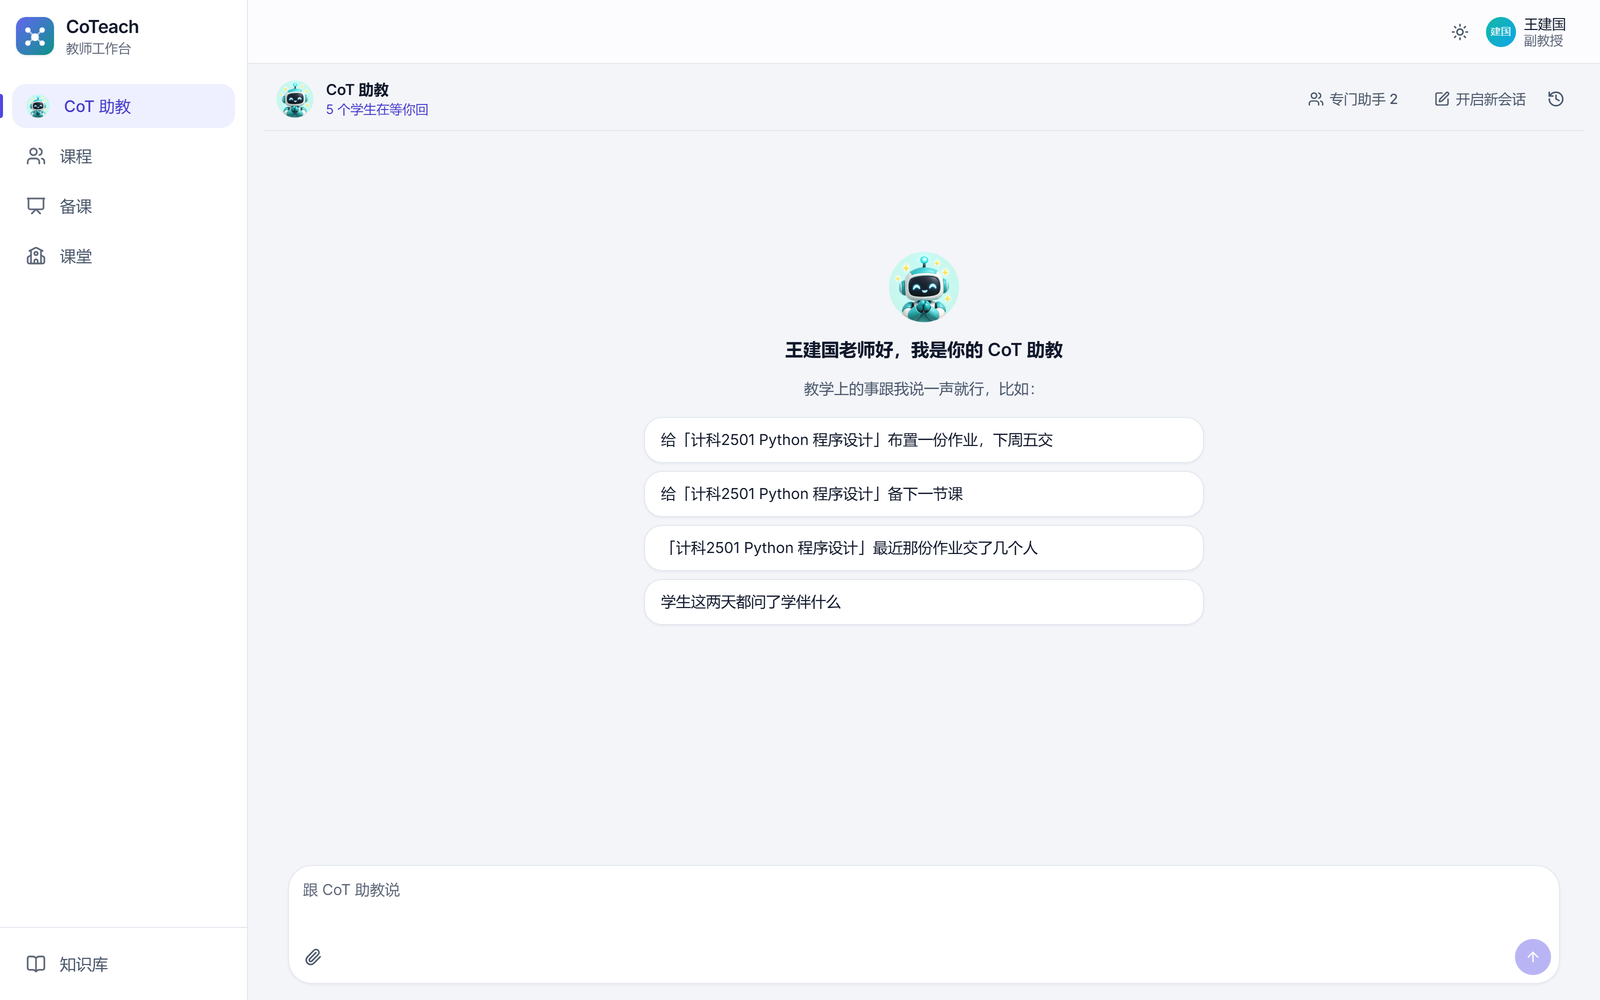 CoTeach
教师工作台
CoT 助教
课程
备课
课堂
知识库
建国
王建国
副教授
CoT 助教
5 个学生在等你回
专门助手 2
开启新会话
王建国老师好，我是你的 CoT 助教
教学上的事跟我说一声就行，比如：
给「计科2501 Python 程序设计」布置一份作业，下周五交
给「计科2501 Python 程序设计」备下一节课
「计科2501 Python 程序设计」最近那份作业交了几个人
学生这两天都问了学伴什么
跟 CoT 助教说